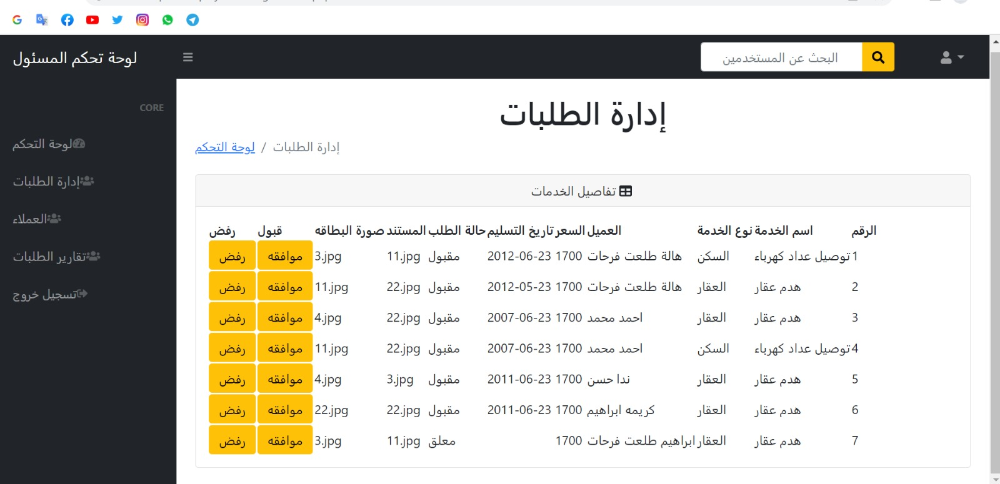 لوحة تحكم المسئول
البحث عن المستخدمين
CORE
لوحة التحكم
إدارة الطلبات
العملاء
تقارير الطلبات
تسجيل خروج
إدارة الطلبات
لوحة التحكم / إدارة الطلبات
تفاصيل الخدمات
الرقم اسم الخدمة نوع الخدمة العميل السعر تاريخ التسليم حالة الطلب المستند صورة البطاقه قبول رفض
1 توصيل عداد كهرباء السكن هالة طلعت فرحات 1700 2012-06-23 مقبول 11.jpg 3.jpg موافقه رفض
2 هدم عقار العقار هالة طلعت فرحات 1700 2012-05-23 مقبول 22.jpg 11.jpg موافقه رفض
3 هدم عقار العقار احمد محمد 1700 2007-06-23 مقبول 22.jpg 4.jpg موافقه رفض
4 توصيل عداد كهرباء السكن احمد محمد 1700 2007-06-23 مقبول 22.jpg 11.jpg موافقه رفض
5 هدم عقار العقار ندا حسن 1700 2011-06-23 مقبول 3.jpg 4.jpg موافقه رفض
6 هدم عقار العقار كريمه ابراهيم 1700 2011-06-23 مقبول 22.jpg 22.jpg موافقه رفض
7 هدم عقار العقار ابراهيم طلعت فرحات 1700 معلق 11.jpg 3.jpg موافقه رفض